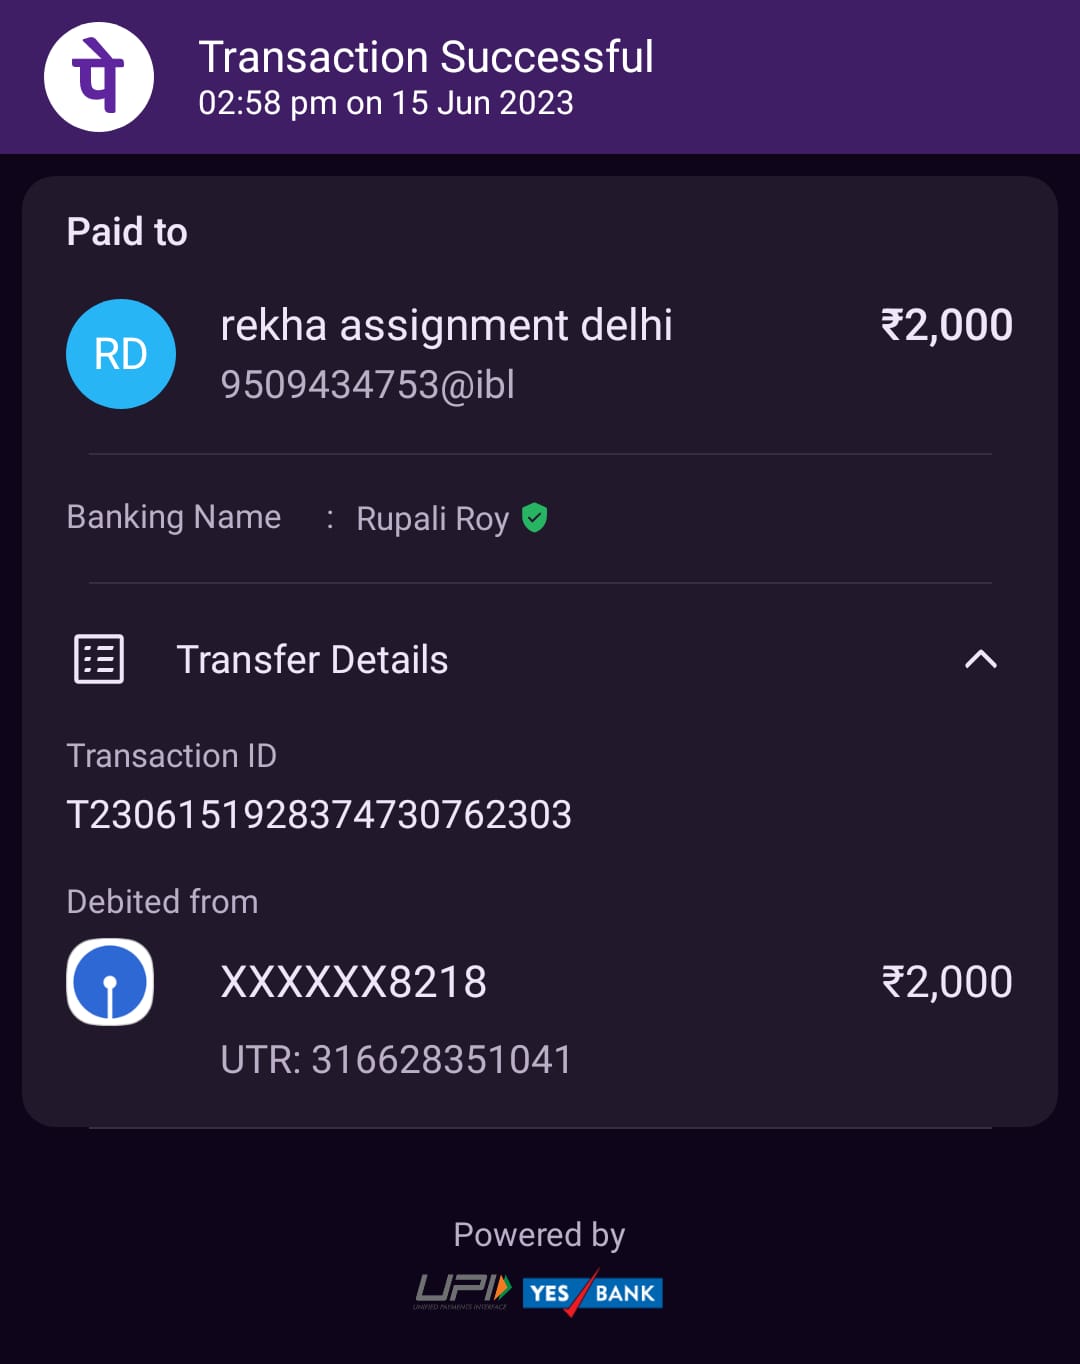 पे
Transaction Successful
02:58 pm on 15 Jun 2023
Paid to
RD
rekha assignment delhi
₹2,000
9509434753@ibl
Banking Name : Rupali Roy
Transfer Details
Transaction ID
T2306151928374730762303
Debited from
XXXXXX8218
₹2,000
UTR: 316628351041
Powered by
UPI
UNIFIED PAYMENTS INTERFACE
YES BANK